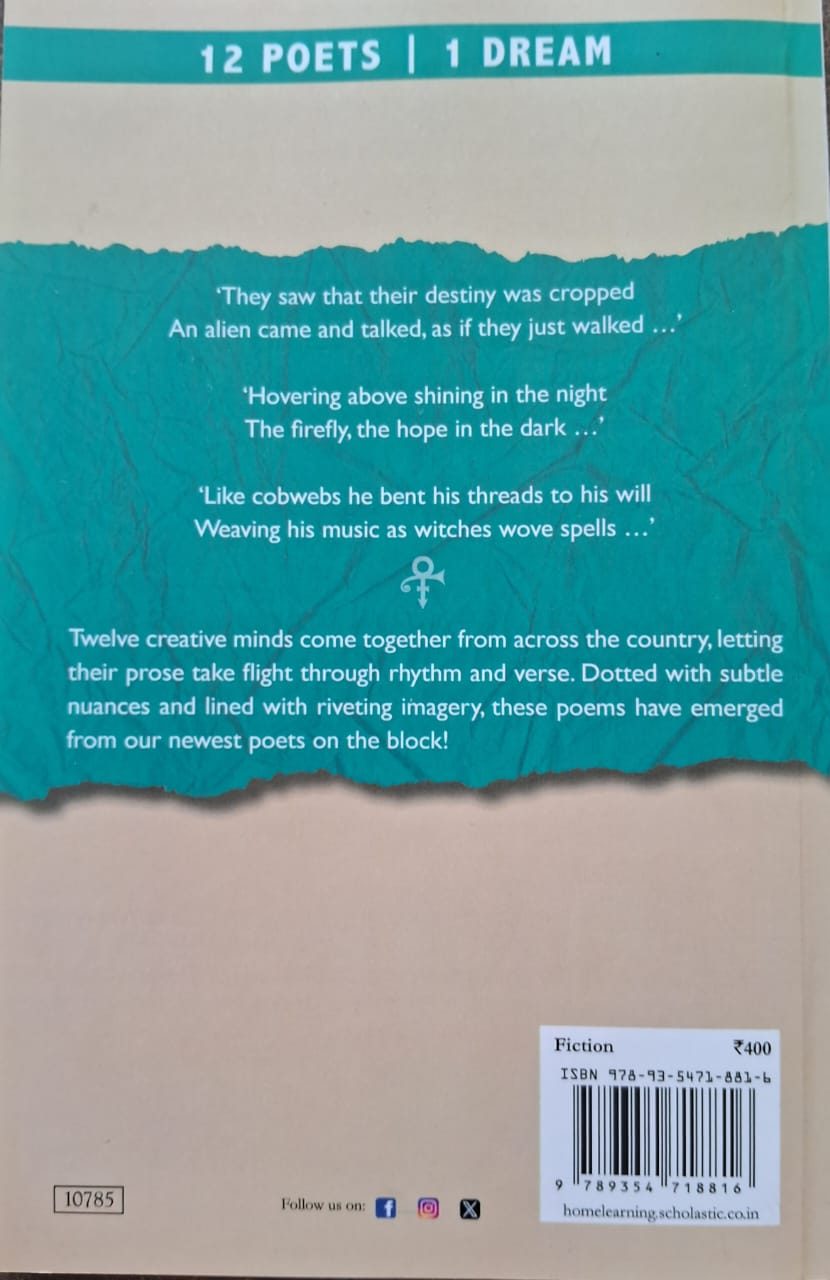 12 POETS | 1 DREAM
‘They saw that their destiny was cropped
An alien came and talked, as if they just walked ...’
‘Hovering above shining in the night
The firefly, the hope in the dark ...’
‘Like cobwebs he bent his threads to his will
Weaving his music as witches wove spells ...’
Twelve creative minds come together from across the country, letting
their prose take flight through rhythm and verse. Dotted with subtle
nuances and lined with riveting imagery, these poems have emerged
from our newest poets on the block!
Fiction ₹400
ISBN 978-93-5471-881-6
9 789354 718816
homelearning.scholastic.co.in
10785
Follow us on: